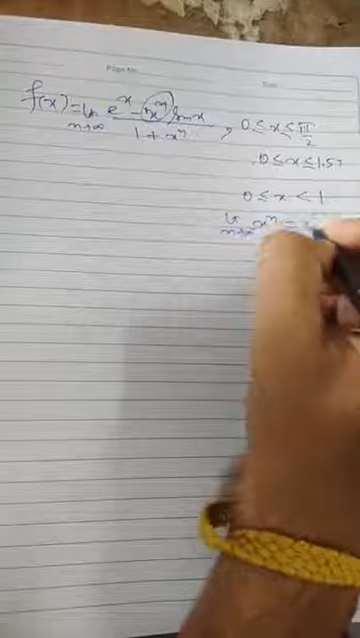 Page No.
Date
f(x) = lt n→∞ (e^x - x^n sin x) / (1 + x^n) , 0 ≤ x ≤ π/2
0 ≤ x ≤ 1.57
0 ≤ x < 1
lt n→∞ x^n =